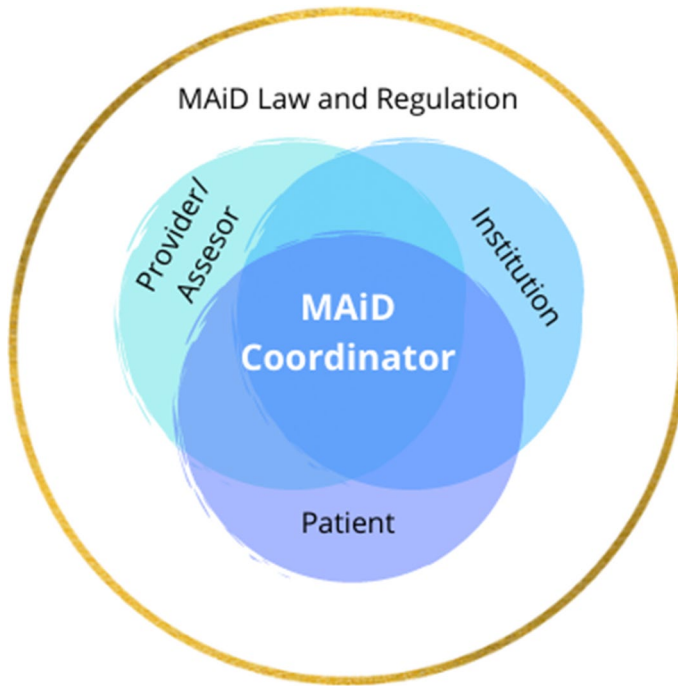 MAiD Law and Regulation
Provider/
Assesor
Institution
MAiD
Coordinator
Patient